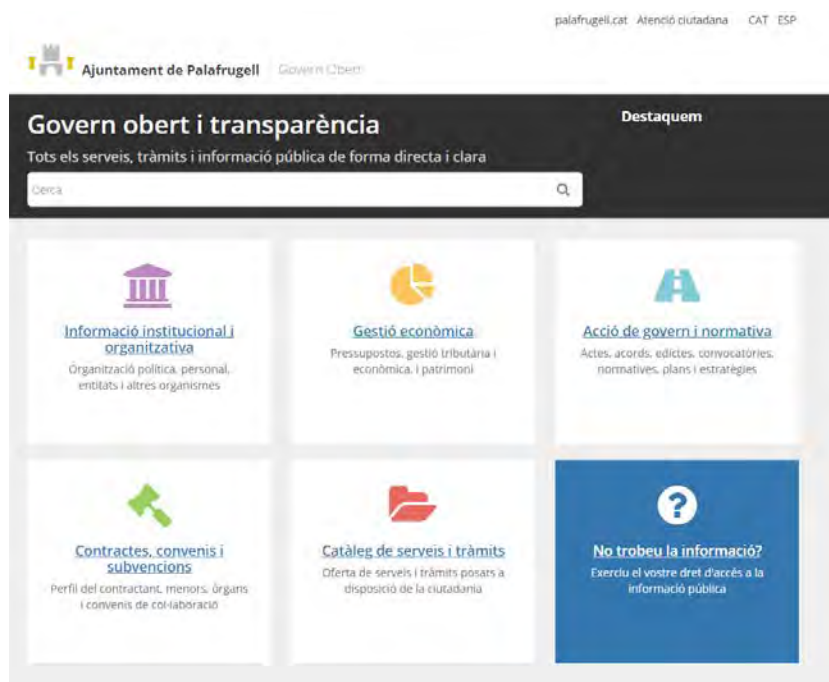 palafrugell.cat Atenció ciutadana CAT ESP
Ajuntament de Palafrugell Govern Obert
Govern obert i transparència
Destaquem
Tots els serveis, tràmits i informació pública de forma directa i clara
Cerca
Informació institucional i
organitzativa
Organització política, personal,
entitats i altres organismes
Gestió econòmica
Pressupostos, gestió tributària i
econòmica, i patrimoni
Acció de govern i normativa
Actes, acords, edictes, convocatòries,
normatives, plans i estratègies
Contractes, convenis i
subvencions
Perfil del contractant, menors, òrgans
i convenis de col·laboració
Catàleg de serveis i tràmits
Oferta de serveis i tràmits posats a
disposició de la ciutadania
No trobeu la informació?
Exerciu el vostre dret d'accés a la
informació pública